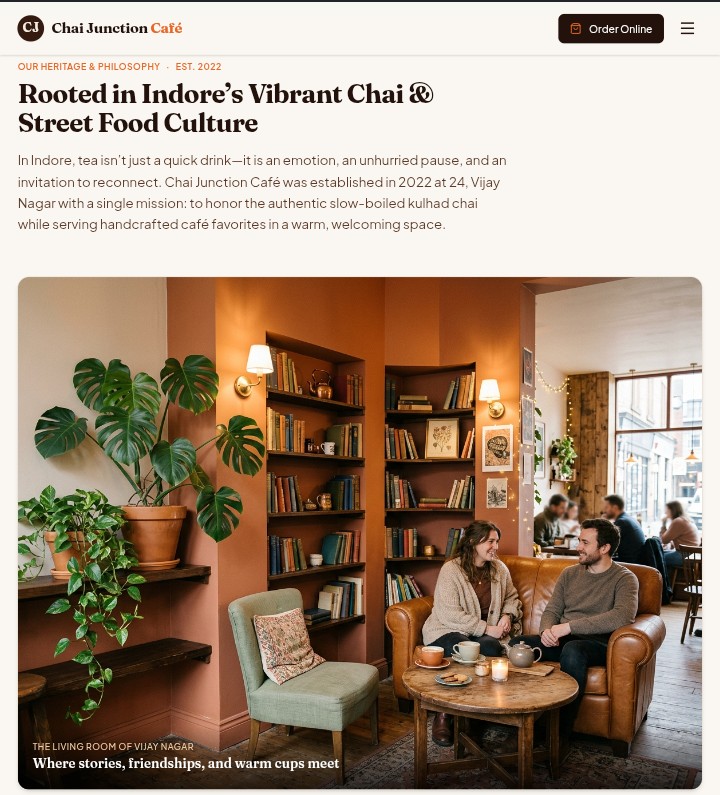 CJ Chai Junction Café
Order Online
OUR HERITAGE & PHILOSOPHY · EST. 2022
Rooted in Indore’s Vibrant Chai &
Street Food Culture
In Indore, tea isn’t just a quick drink—it is an emotion, an unhurried pause, and an
invitation to reconnect. Chai Junction Café was established in 2022 at 24, Vijay
Nagar with a single mission: to honor the authentic slow-boiled kulhad chai
while serving handcrafted café favorites in a warm, welcoming space.
THE LIVING ROOM OF VIJAY NAGAR
Where stories, friendships, and warm cups meet